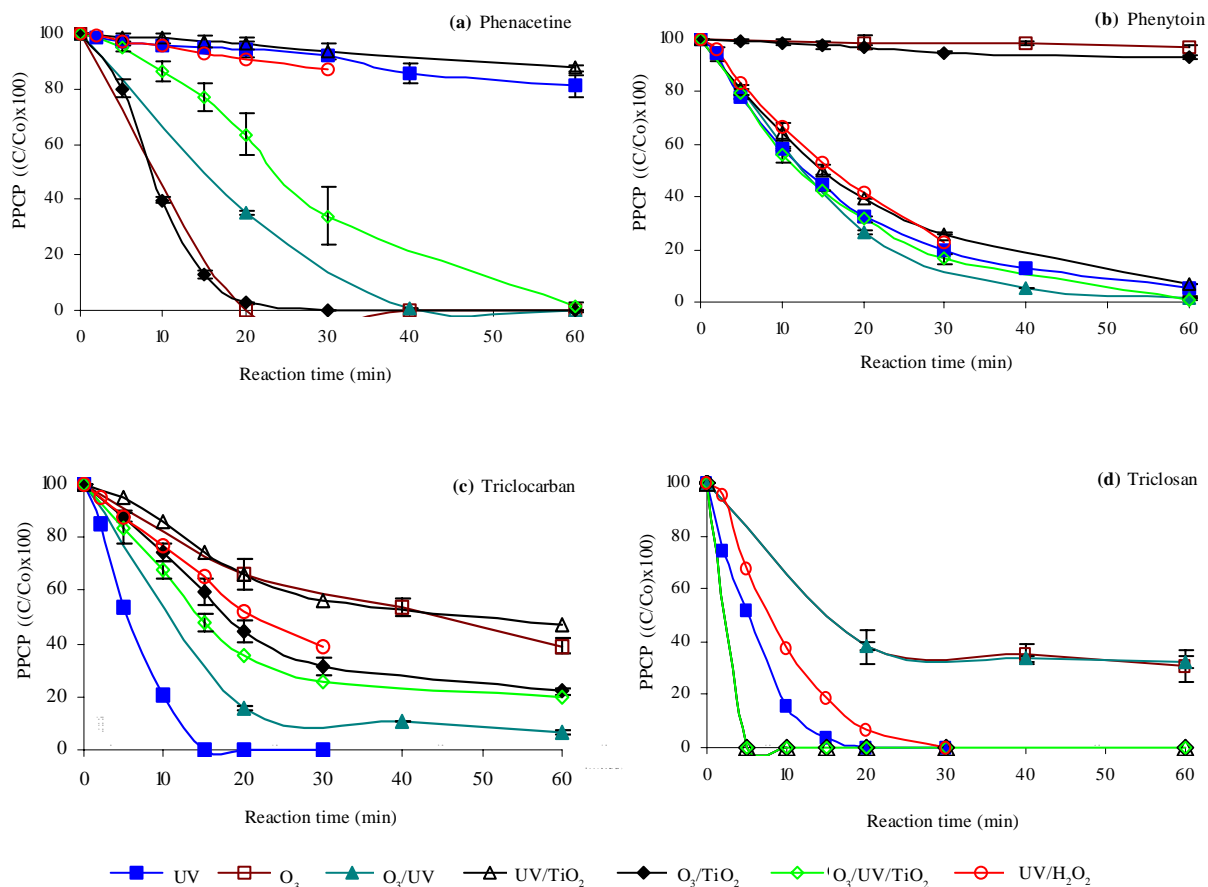 (a) Phenacetine
PPCP ((C/Co)x100)
100
80
60
40
20
0
0 10 20 30 40 50 60
Reaction time (min)
(b) Phenytoin
PPCP ((C/Co)x100)
100
80
60
40
20
0
0 10 20 30 40 50 60
Reaction time (min)
(c) Triclocarban
PPCP ((C/Co)x100)
100
80
60
40
20
0
0 10 20 30 40 50 60
Reaction time (min)
(d) Triclosan
PPCP ((C/Co)x100)
100
80
60
40
20
0
0 10 20 30 40 50 60
Reaction time (min)
UV O₃ O₃/UV UV/TiO₂ O₃/TiO₂ O₃/UV/TiO₂ UV/H₂O₂